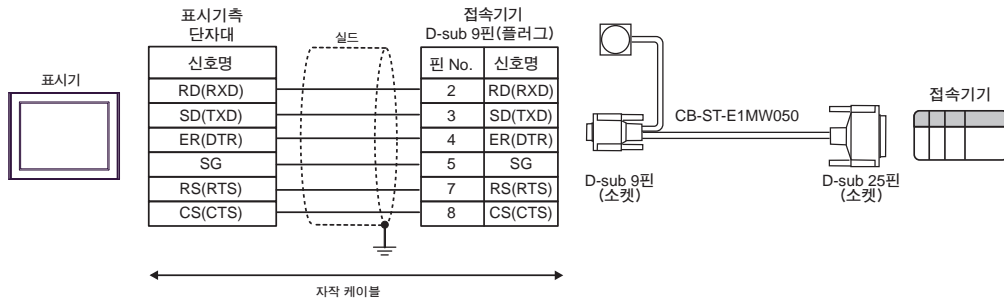 표시기
표시기측
단자대
신호명
RD(RXD)
SD(TXD)
ER(DTR)
SG
RS(RTS)
CS(CTS)
실드
접속기기
D-sub 9핀(플러그)
핀 No. 신호명
2 RD(RXD)
3 SD(TXD)
4 ER(DTR)
5 SG
7 RS(RTS)
8 CS(CTS)
자작 케이블
CB-ST-E1MW050
D-sub 9핀
(소켓)
D-sub 25핀
(소켓)
접속기기